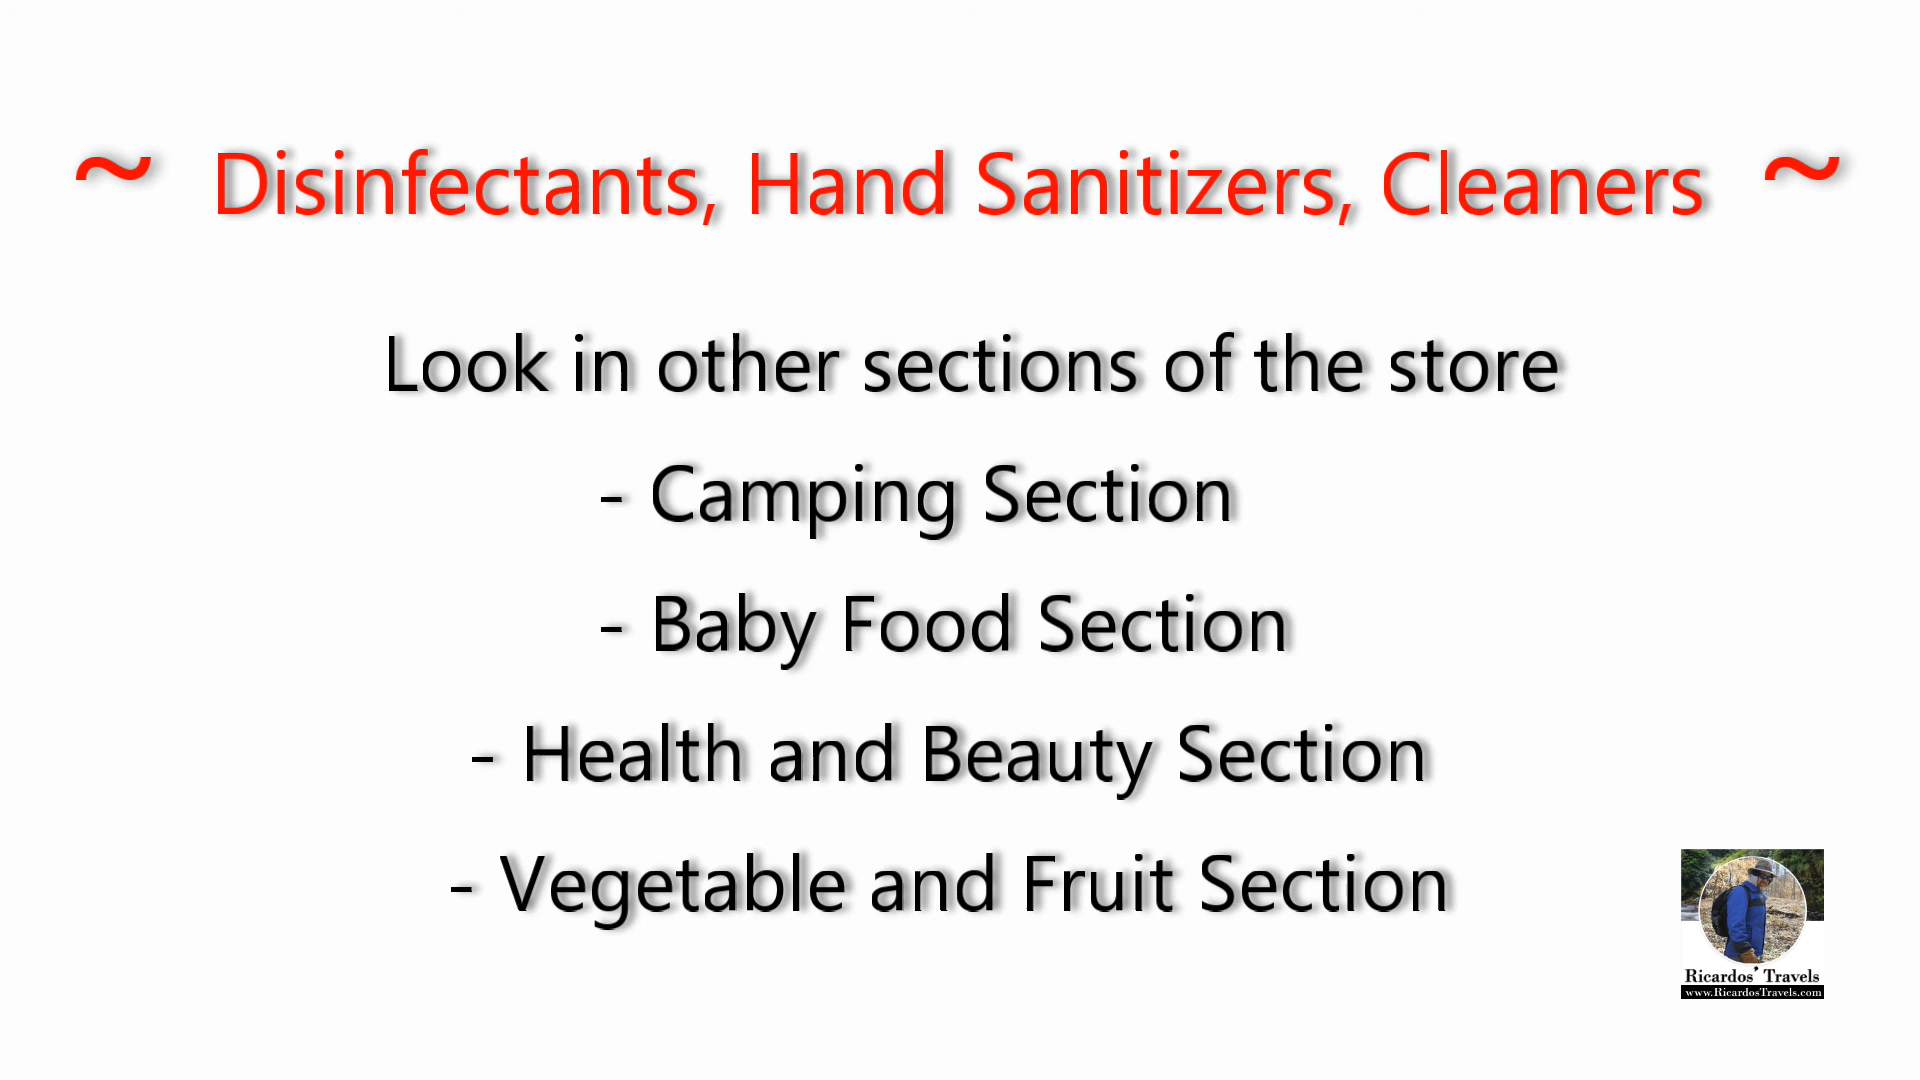 ~ Disinfectants, Hand Sanitizers, Cleaners ~
Look in other sections of the store
- Camping Section
- Baby Food Section
- Health and Beauty Section
- Vegetable and Fruit Section
Ricardos' Travels
www.RicardosTravels.com